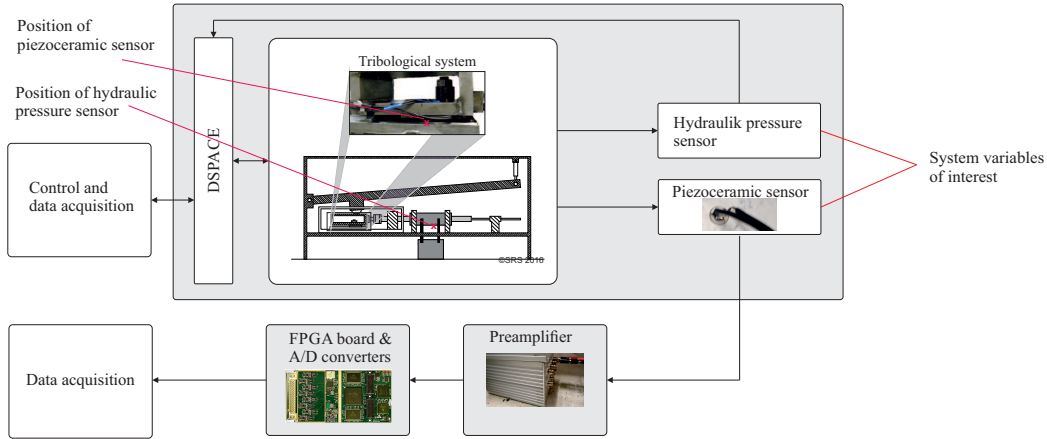 Position of
piezoceramic sensor
Position of hydraulic
pressure sensor
Control and
data acquisition
DSPACE
Tribological system
©SRS 2016
Hydraulik pressure
sensor
Piezoceramic sensor
System variables
of interest
Data acquisition
FPGA board &
A/D converters
Preamplifier